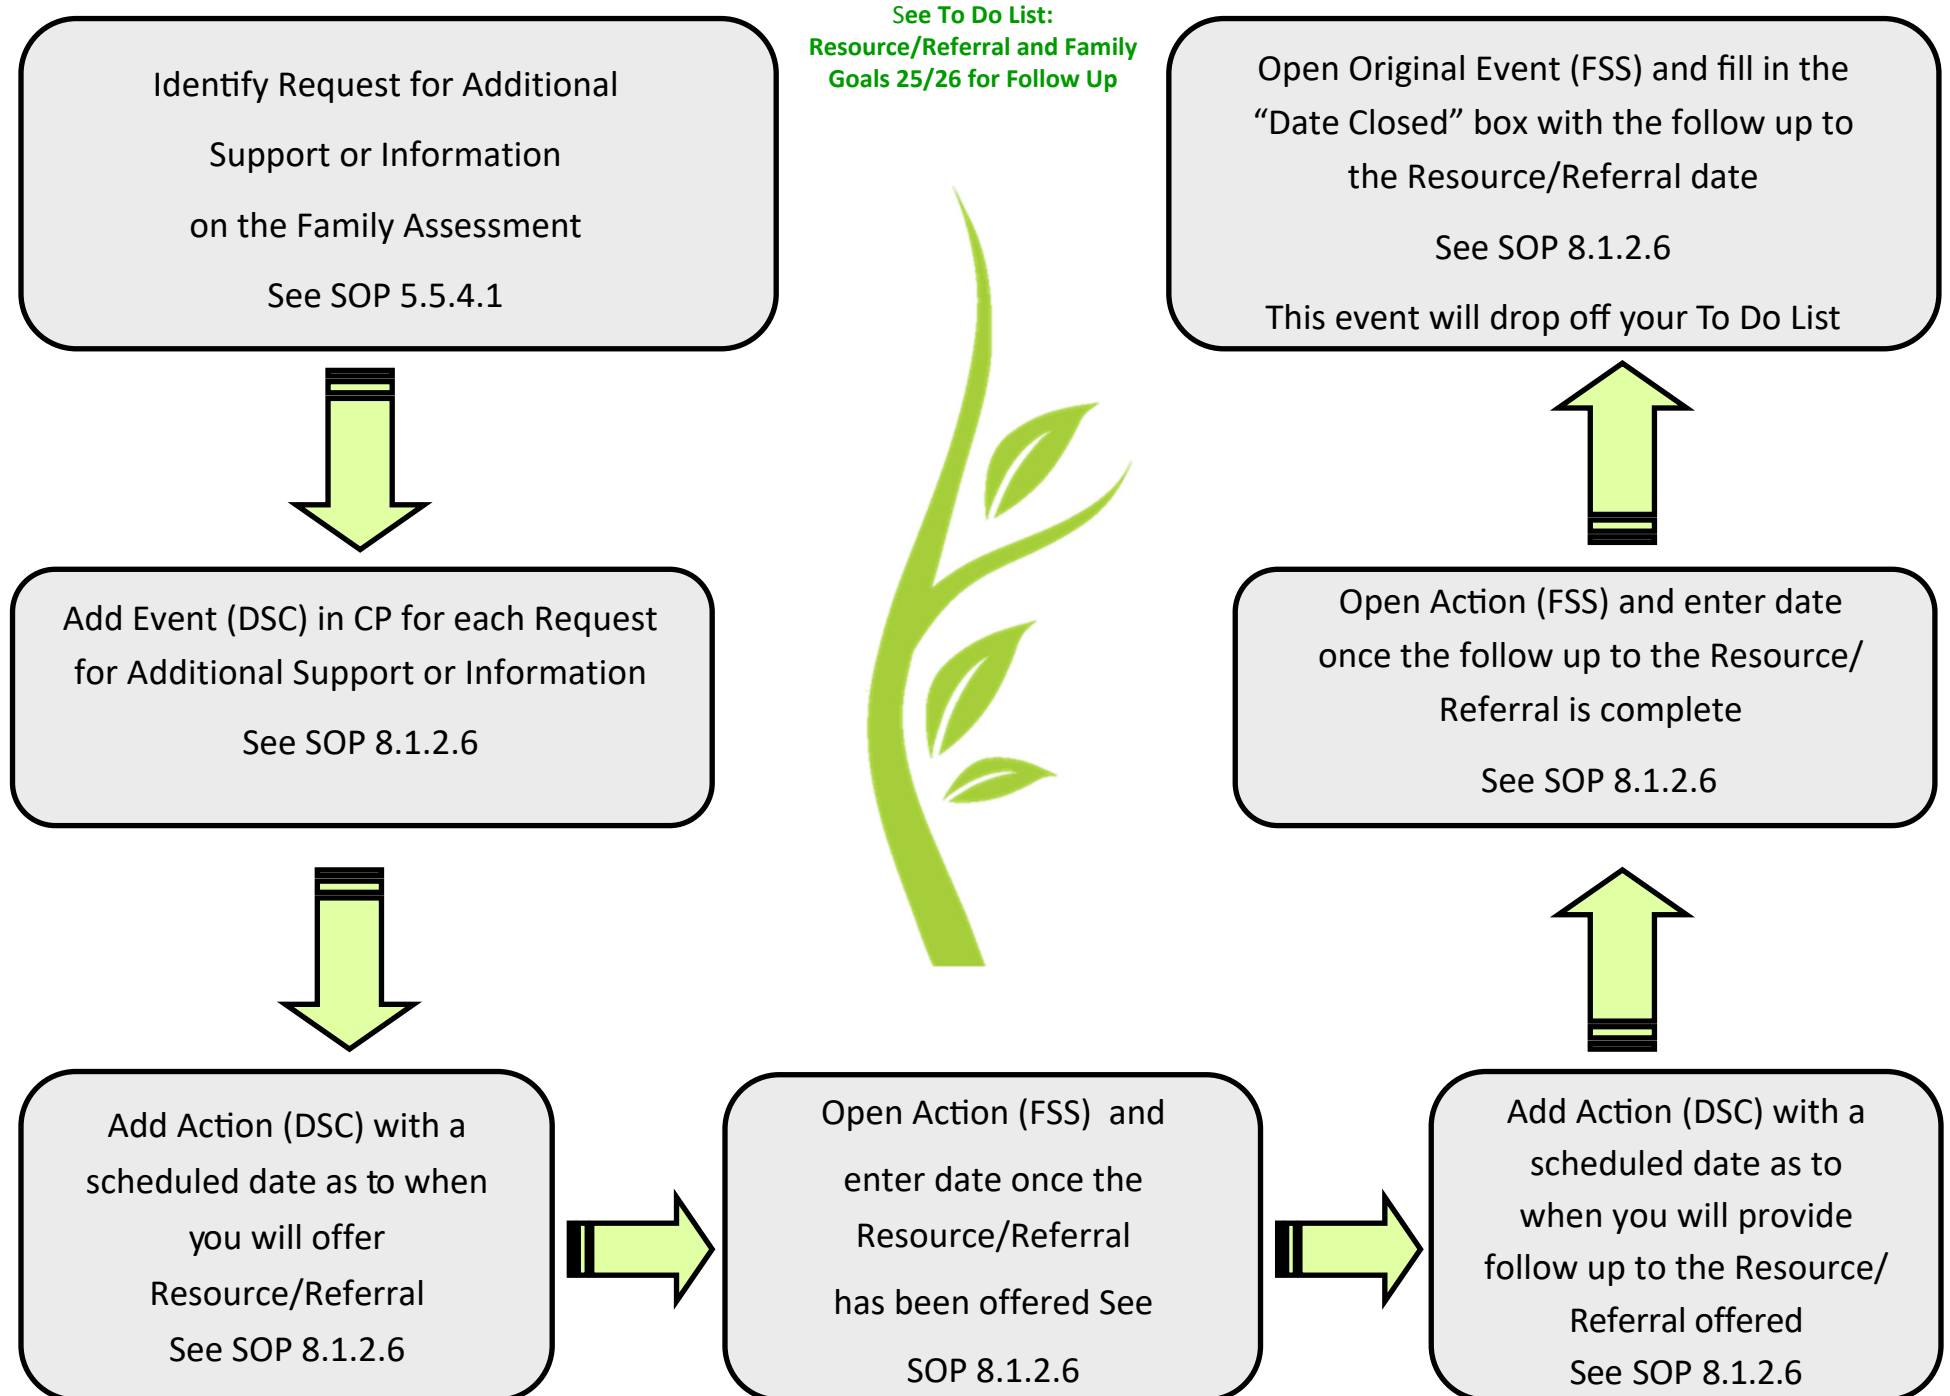 See To Do List:
Resource/Referral and Family
Goals 25/26 for Follow Up
Identify Request for Additional
Support or Information
on the Family Assessment
See SOP 5.5.4.1
Add Event (DSC) in CP for each Request
for Additional Support or Information
See SOP 8.1.2.6
Add Action (DSC) with a
scheduled date as to when
you will offer
Resource/Referral
See SOP 8.1.2.6
Open Action (FSS) and
enter date once the
Resource/Referral
has been offered See
SOP 8.1.2.6
Add Action (DSC) with a
scheduled date as to
when you will provide
follow up to the Resource/
Referral offered
See SOP 8.1.2.6
Open Action (FSS) and enter date
once the follow up to the Resource/
Referral is complete
See SOP 8.1.2.6
Open Original Event (FSS) and fill in the
“Date Closed” box with the follow up to
the Resource/Referral date
See SOP 8.1.2.6
This event will drop off your To Do List